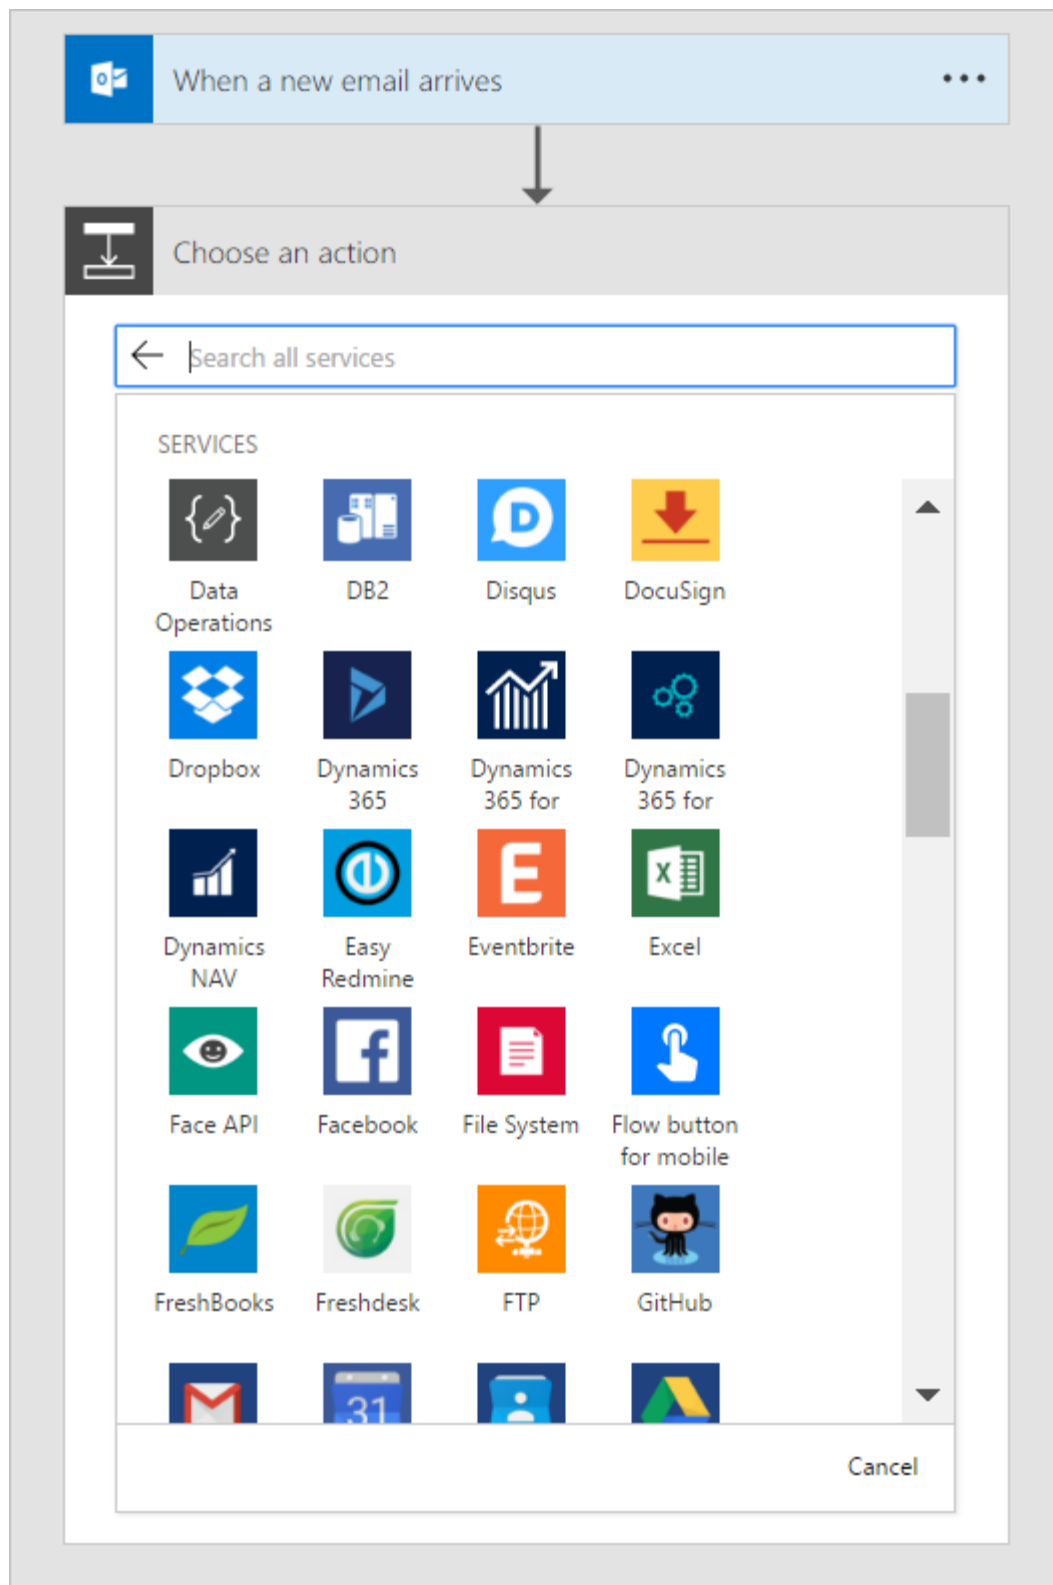 When a new email arrives
Choose an action
Search all services
SERVICES
Data
Operations
DB2
Disqus
DocuSign
Dropbox
Dynamics
365
Dynamics
365 for
Dynamics
365 for
Dynamics
NAV
Easy
Redmine
Eventbrite
Excel
Face API
Facebook
File System
Flow button
for mobile
FreshBooks
Freshdesk
FTP
GitHub
31
Cancel